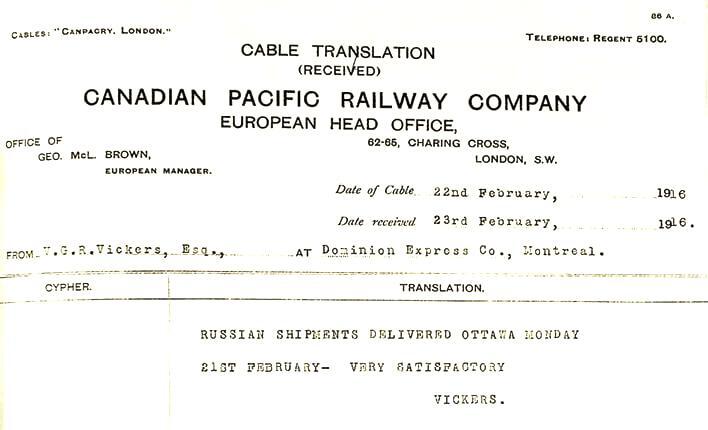 86 A.
CABLES: "CANPACRY, LONDON."
TELEPHONE: REGENT 5100.
CABLE TRANSLATION
(RECEIVED)
CANADIAN PACIFIC RAILWAY COMPANY
EUROPEAN HEAD OFFICE,
OFFICE OF
62-65, CHARING CROSS,
GEO. McL. BROWN,
LONDON, S.W.
EUROPEAN MANAGER.
Date of Cable 22nd February, 1916
Date received 23rd February, 1916.
FROM V.G.R.Vickers, Esq., AT Dominion Express Co., Montreal.
CYPHER. TRANSLATION.
RUSSIAN SHIPMENTS DELIVERED OTTAWA MONDAY
21ST FEBRUARY- VERY SATISFACTORY
VICKERS.